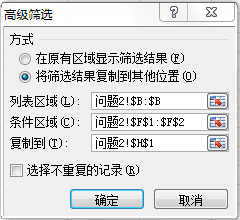 高级筛选
方式
在原有区域显示筛选结果(F)
将筛选结果复制到其他位置(O)
列表区域(L): 问题2!$B:$B
条件区域(C): 问题2!$F$1:$F$2
复制到(T): 问题2!$H$1
选择不重复的记录(R)
确定 取消